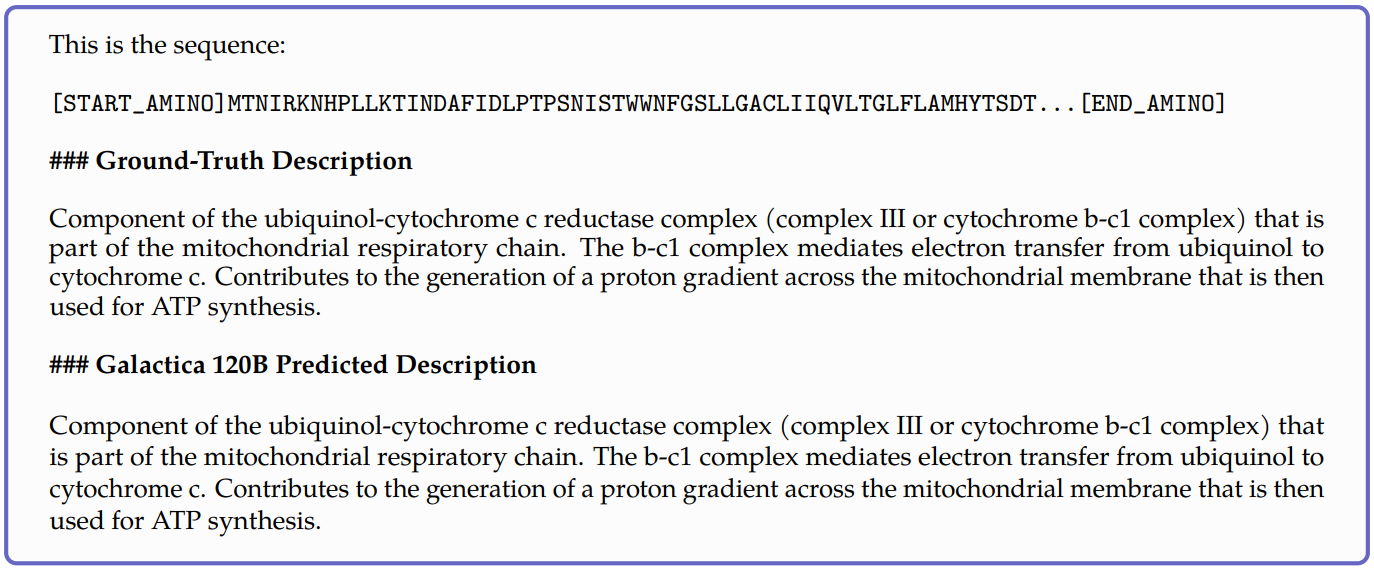 This is the sequence:
[START_AMINO]MTNIRKNHPLLKTINDAFIDLPTPSNISTWWNFGSLLGACLIIQVLTGLFLAMHYTSDT...[END_AMINO]
### Ground-Truth Description
Component of the ubiquinol-cytochrome c reductase complex (complex III or cytochrome b-c1 complex) that is
part of the mitochondrial respiratory chain. The b-c1 complex mediates electron transfer from ubiquinol to
cytochrome c. Contributes to the generation of a proton gradient across the mitochondrial membrane that is then
used for ATP synthesis.
### Galactica 120B Predicted Description
Component of the ubiquinol-cytochrome c reductase complex (complex III or cytochrome b-c1 complex) that
is part of the mitochondrial respiratory chain. The b-c1 complex mediates electron transfer from ubiquinol to
cytochrome c. Contributes to the generation of a proton gradient across the mitochondrial membrane that is then
used for ATP synthesis.